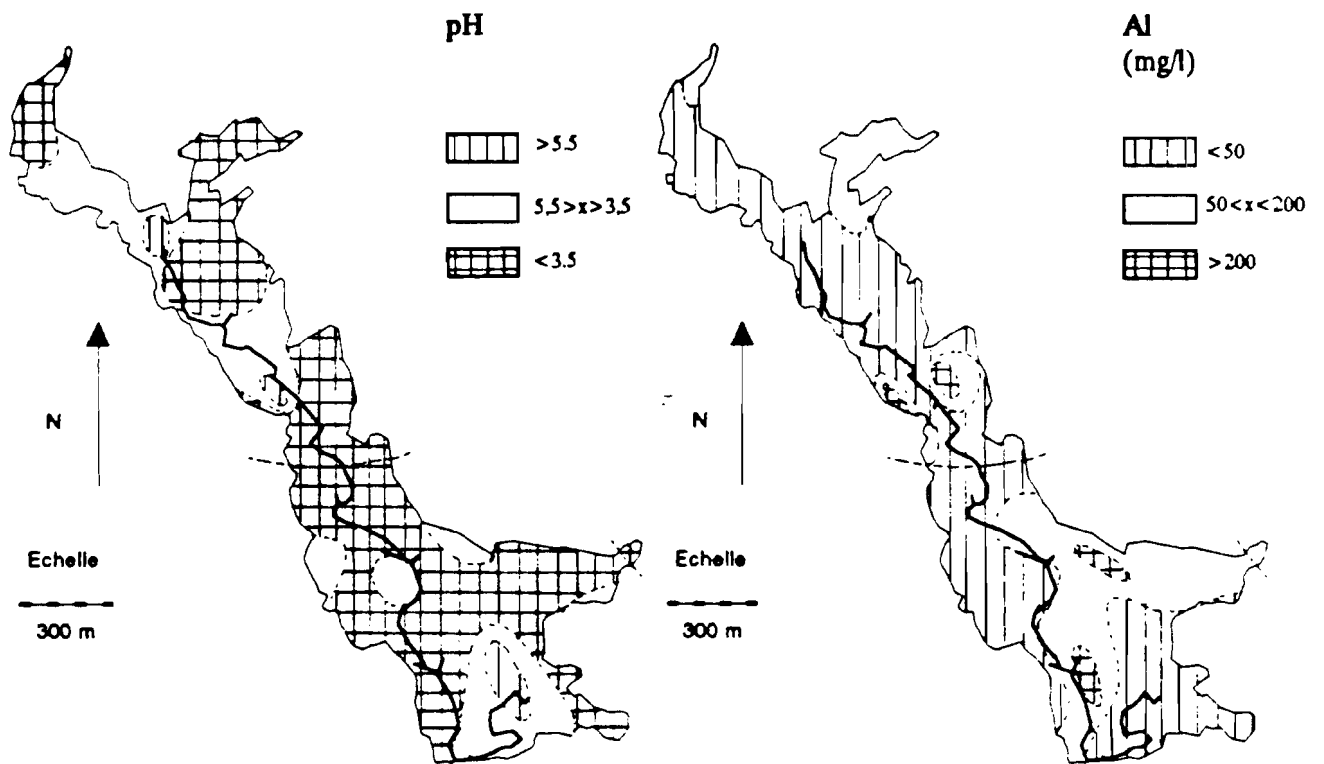 pH
>5.5
5,5>x>3,5
<3.5
N
Echelle
300 m
Al
(mg/l)
<50
50<x<200
>200
N
Echelle
300 m